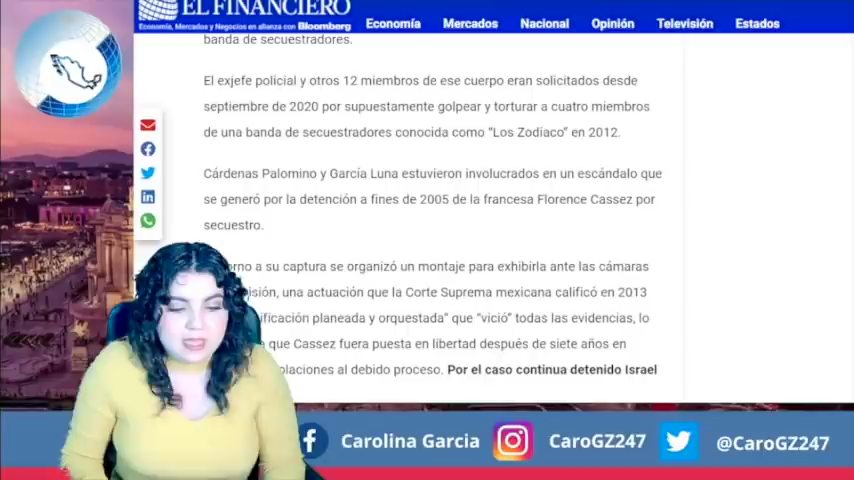 EL FINANCIERO
Economía, Mercados y Negocios en alianza con Bloomberg
Economía
Mercados
Nacional
Opinión
Televisión
Estados
banda de secuestradores.
El exjefe policial y otros 12 miembros de ese cuerpo eran solicitados desde
septiembre de 2020 por supuestamente golpear y torturar a cuatro miembros
de una banda de secuestradores conocida como “Los Zodiaco” en 2012.
Cárdenas Palomino y García Luna estuvieron involucrados en un escándalo que
se generó por la detención a fines de 2005 de la francesa Florence Cassez por
secuestro.
orno a su captura se organizó un montaje para exhibirla ante las cámaras
isión, una actuación que la Corte Suprema mexicana calificó en 2013
ificación planeada y orquestada” que “vició” todas las evidencias, lo
a que Cassez fuera puesta en libertad después de siete años en
olaciones al debido proceso. Por el caso continua detenido Israel
Carolina Garcia
CaroGZ247
@CaroGZ247